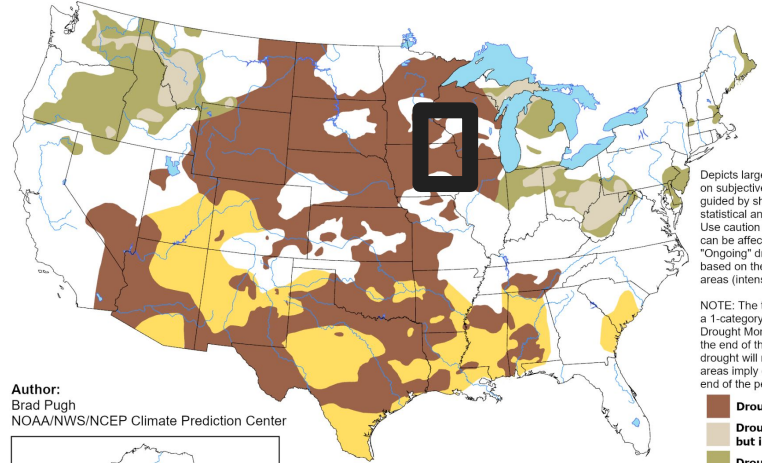 Depicts large
on subjective
guided by sh
statistical an
Use caution
can be affect
"Ongoing" dr
based on the
areas (intens
NOTE: The t
a 1-category
Drought Mon
the end of th
drought will r
areas imply
end of the pe
Author:
Brad Pugh
NOAA/NWS/NCEP Climate Prediction Center
Drou
Drou
but i
Drou